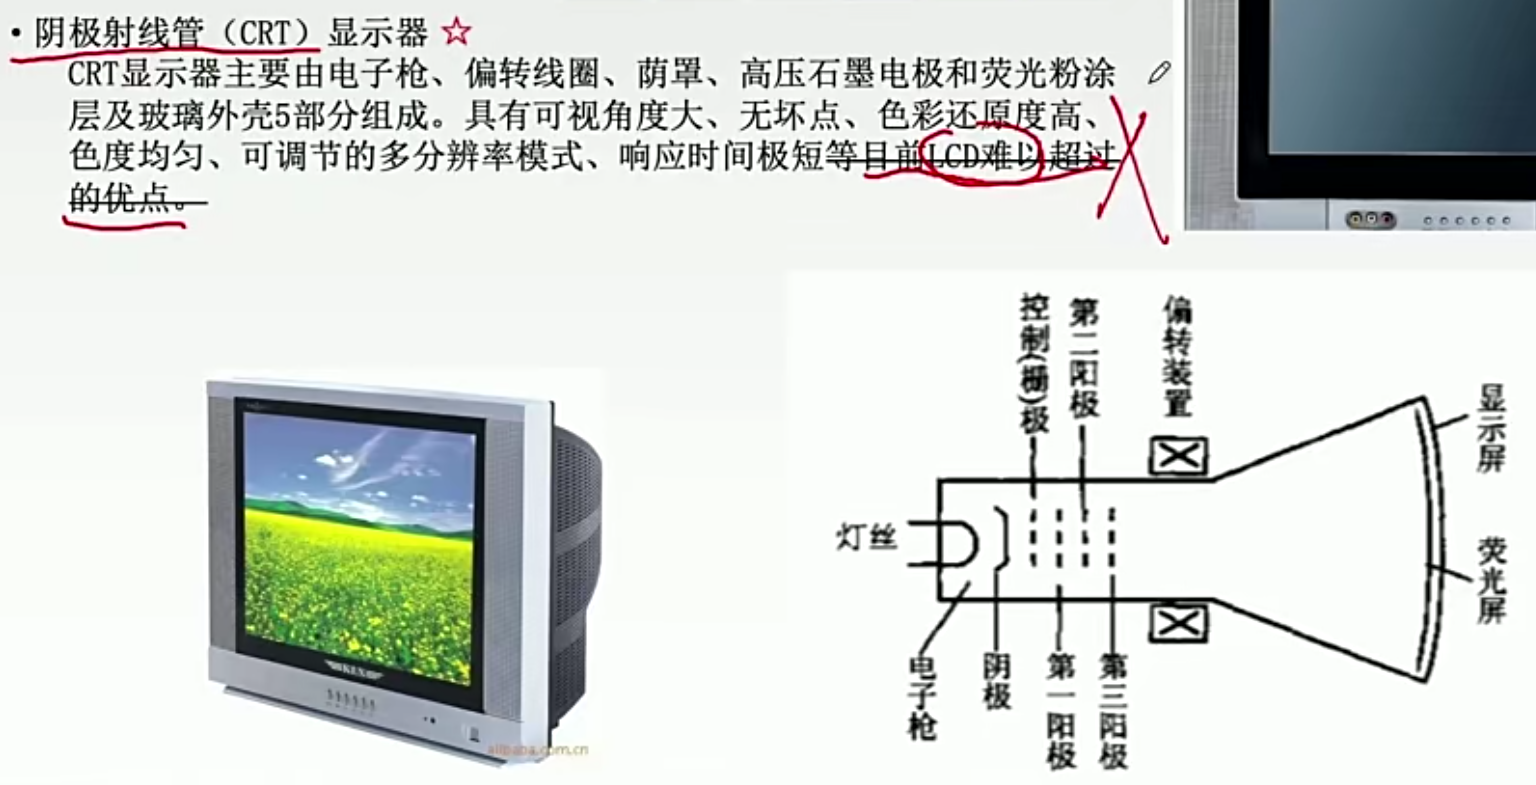 • 阴极射线管（CRT）显示器 ☆
CRT显示器主要由电子枪、偏转线圈、荫罩、高压石墨电极和荧光粉涂
层及玻璃外壳5部分组成。具有可视角度大、无坏点、色彩还原度高、
色度均匀、可调节的多分辨率模式、响应时间极短等目前LCD难以超过
的优点。
控制(栅)极
第二阳极
偏转装置
显示屏
灯丝
荧光屏
电子枪
阴极
第一阳极
第三阳极
alibaba.com.cn